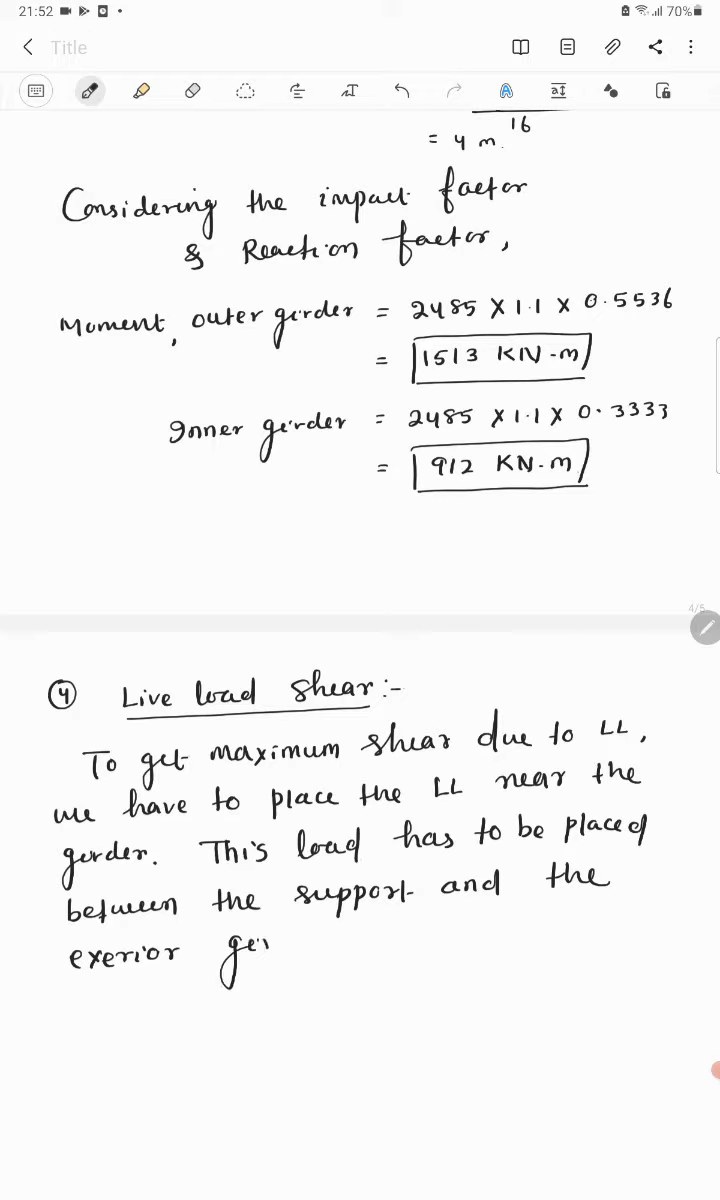 21:52
70%
Title
16
= 4 m.
Considering the impact factor
& Reaction factor,
Moment, outer girder = 2485 X 1.1 X 0.5536
= 1513 KN-m
Inner girder = 2485 X 1.1 X 0.3333
= 912 KN-m
4/5
④ Live load shear:-
To get maximum shear due to LL,
we have to place the LL near the
gerder. This load has to be placed
between the support and the
exerior ger